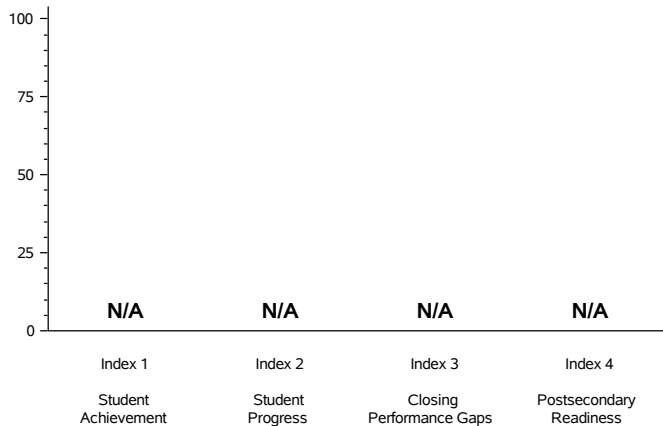 100
75
50
25
0
N/A N/A N/A N/A
Index 1 Index 2 Index 3 Index 4
Student Student Closing Postsecondary
Achievement Progress Performance Gaps Readiness